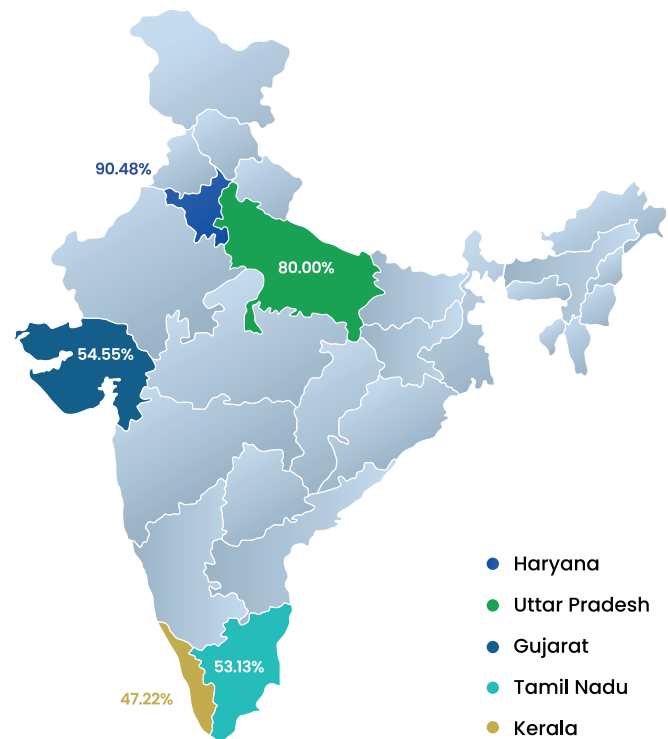 90.48%
80.00%
54.55%
53.13%
47.22%
Haryana
Uttar Pradesh
Gujarat
Tamil Nadu
Kerala